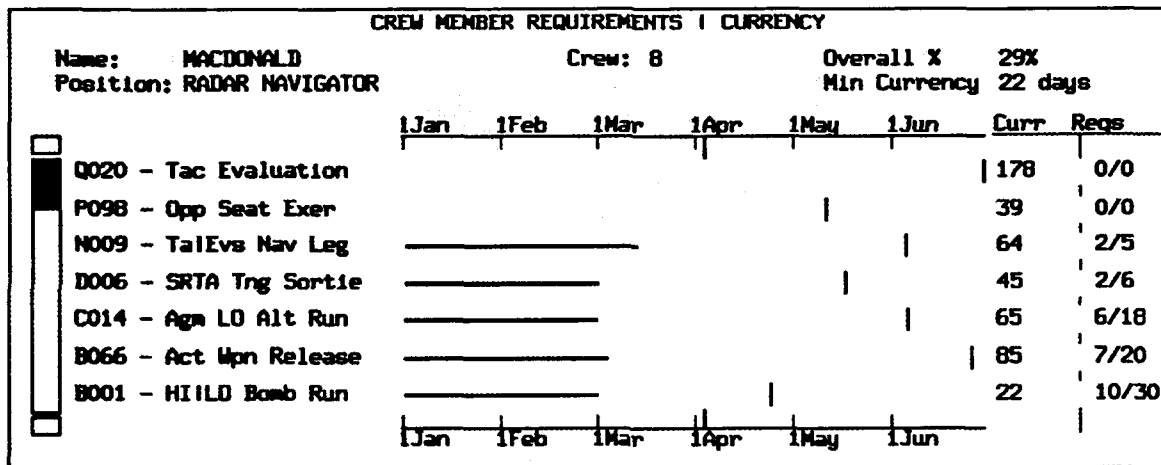 CREW MEMBER REQUIREMENTS | CURRENCY
Name: MACDONALD Crew: 8 Overall % 29%
Position: RADAR NAVIGATOR Min Currency 22 days
1Jan 1Feb 1Mar 1Apr 1May 1Jun Curr Reqs
Q020 - Tac Evaluation 178 0/0
P098 - Opp Seat Exer 39 0/0
N009 - TalEvs Nav Leg 64 2/5
D006 - SRTA Tng Sortie 45 2/6
C014 - Agm LO Alt Run 65 6/18
B066 - Act Wpn Release 85 7/20
B001 - HI|LO Bomb Run 22 10/30
1Jan 1Feb 1Mar 1Apr 1May 1Jun